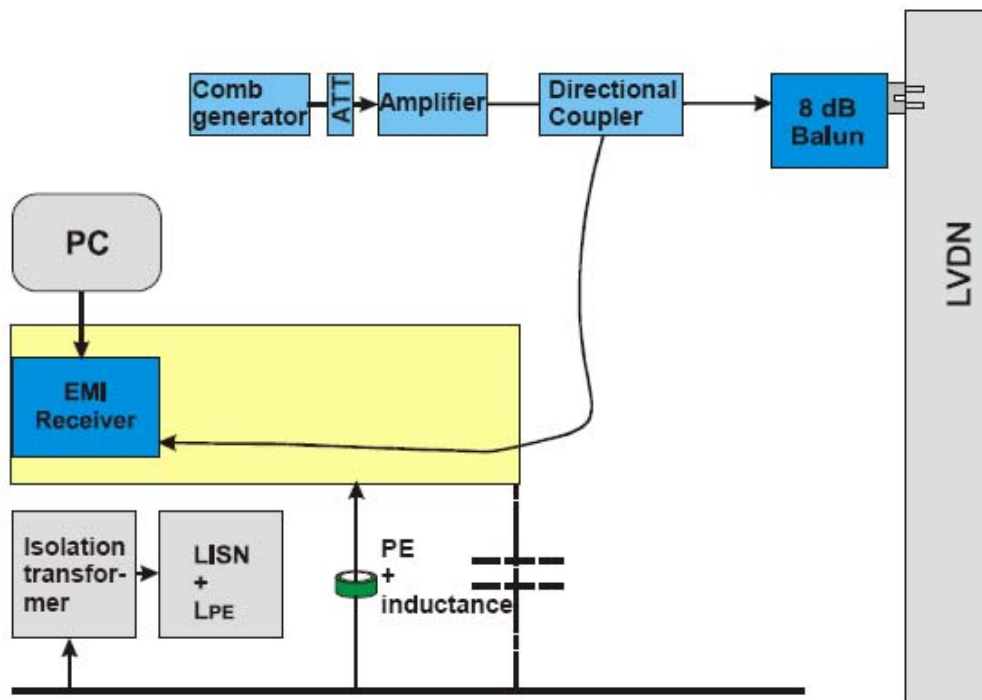 Comb
generator
ATT
Amplifier
Directional
Coupler
8 dB
Balun
LVDN
PC
EMI
Receiver
Isolation
transfor-
mer
LISN
+
LPE
PE
+
inductance